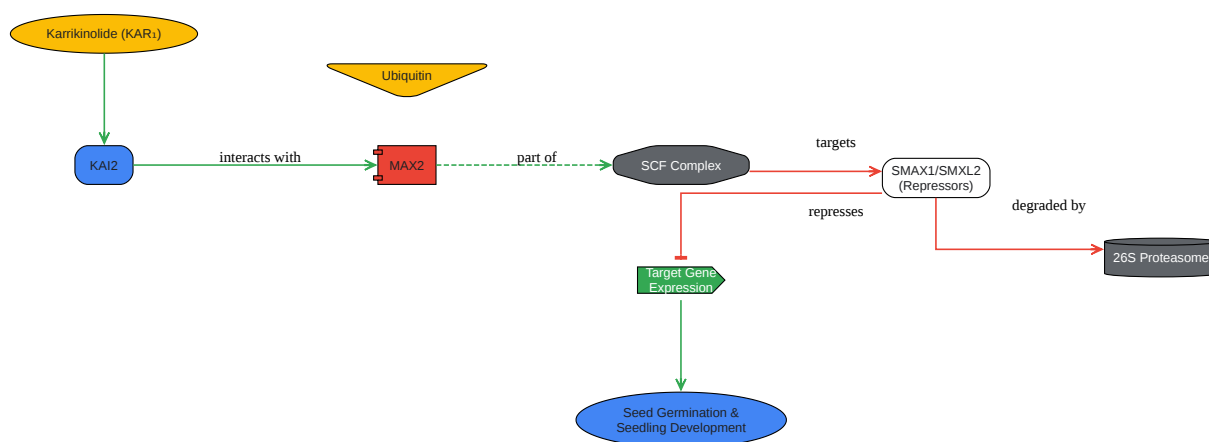 Karrikinolide (KAR₁)
Ubiquitin
KAI2
interacts with
MAX2
part of
SCF Complex
targets
SMAX1/SMXL2
(Repressors)
represses
degraded by
26S Proteasome
Target Gene
Expression
Seed Germination &
Seedling Development